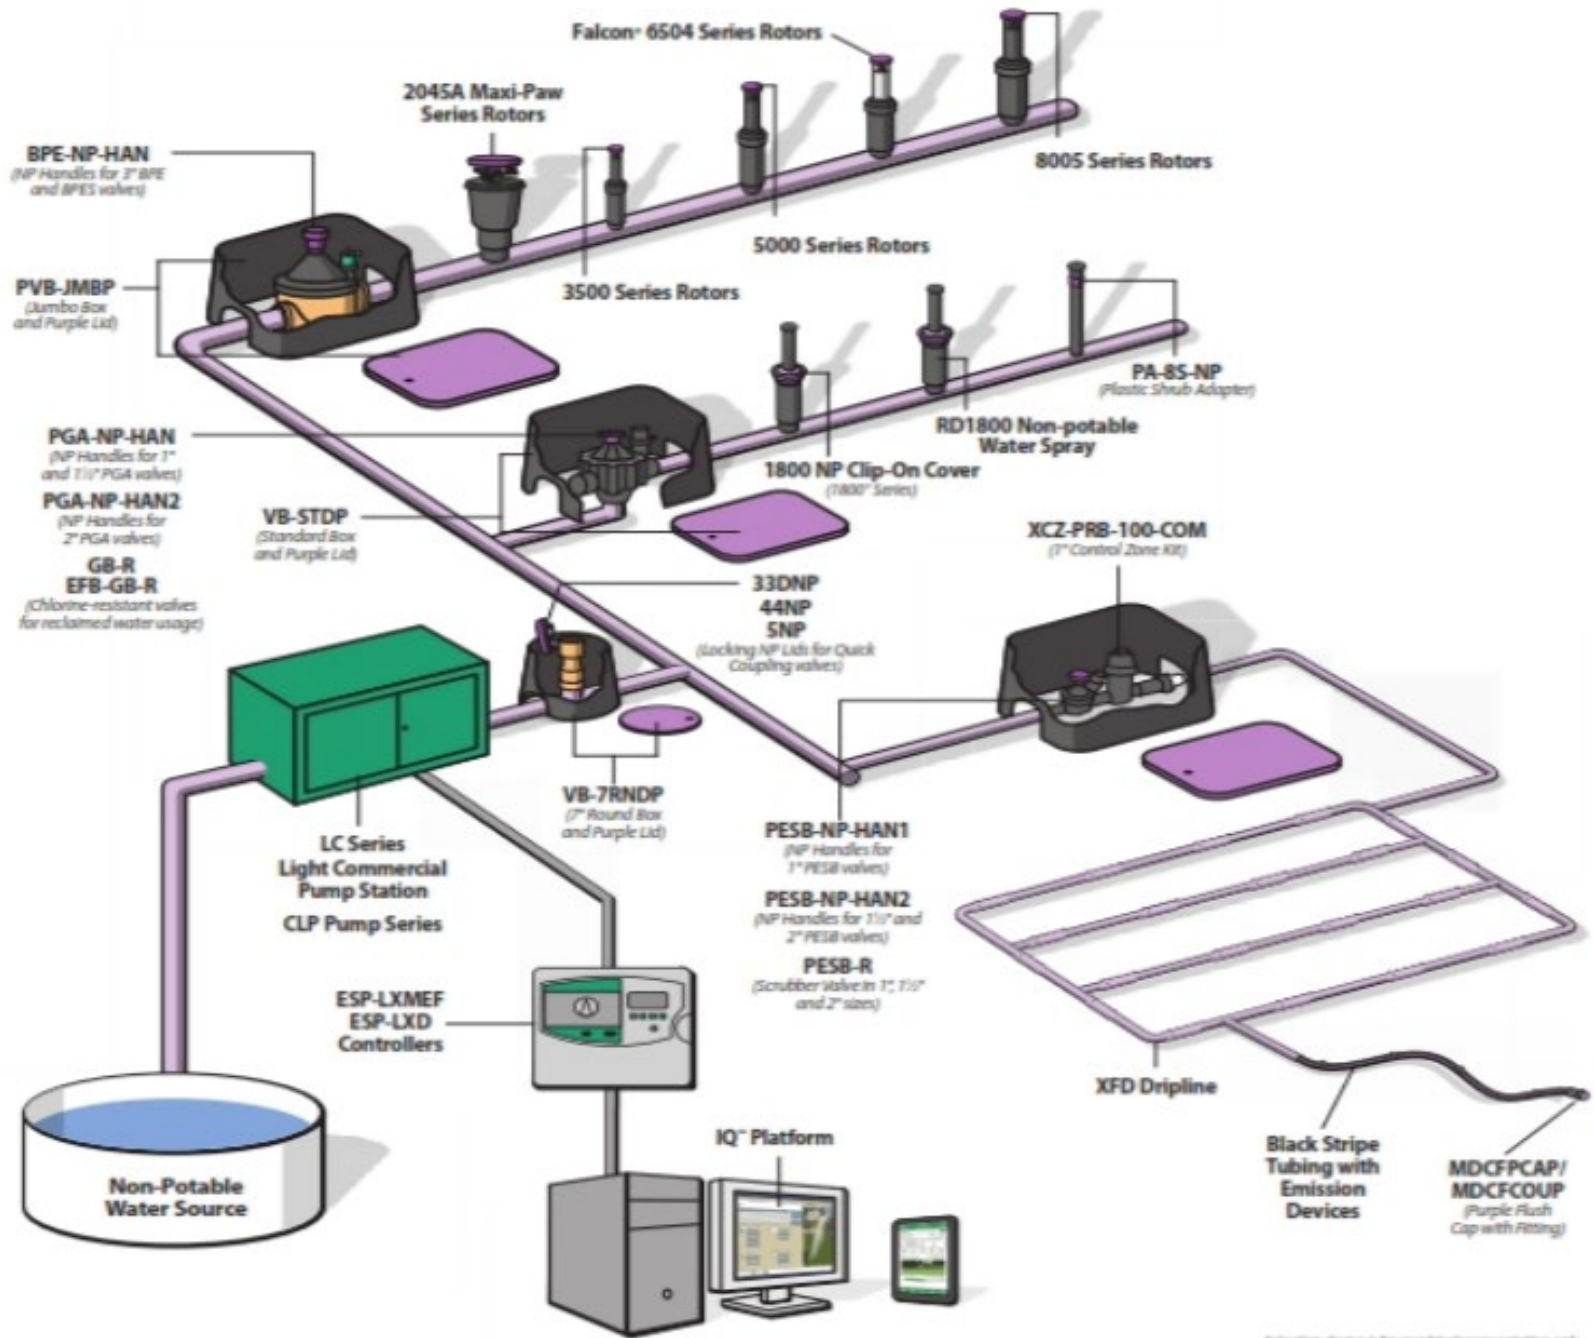 Falcon® 6504 Series Rotors
2045A Maxi-Paw
Series Rotors
BPE-NP-HAN
(NP Handles for 3" BPE
and BPES valves)
8005 Series Rotors
5000 Series Rotors
3500 Series Rotors
PVB-JMBP
(Jumbo Box
and Purple Lid)
PA-8S-NP
(Plastic Shrub Adapter)
RD1800 Non-potable
Water Spray
1800 NP Clip-On Cover
(1800" Series)
PGA-NP-HAN
(NP Handles for 1"
and 1½" PGA valves)
PGA-NP-HAN2
(NP Handles for
2" PGA valves)
GB-R
EFB-GB-R
(Chlorine-resistant valves
for reclaimed water usage)
VB-STDP
(Standard Box
and Purple Lid)
XCZ-PRB-100-COM
(1" Control Zone Kit)
33DNP
44NP
5NP
(Locking NP Lids for Quick
Coupling valves)
VB-7RNDP
(7" Round Box
and Purple Lid)
LC Series
Light Commercial
Pump Station
CLP Pump Series
PESB-NP-HAN1
(NP Handles for
1" PESB valves)
PESB-NP-HAN2
(NP Handles for 1½" and
2" PESB valves)
PESB-R
(Scrubber Valve in 1", 1½"
and 2" sizes)
ESP-LXMEF
ESP-LXD
Controllers
XFD Dripline
IQ™ Platform
Black Stripe
Tubing with
Emission
Devices
MDCFPCAP/
MDCFCOUP
(Purple Flush
Cap with Fitting)
Non-Potable
Water Source